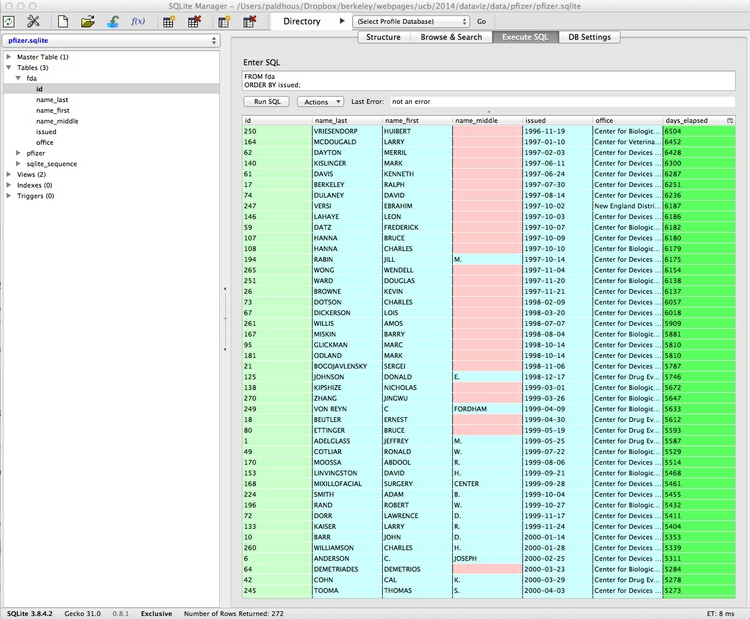 SQLite Manager - /Users/paldhous/Dropbox/berkeley/webpages/ucb/2014/dataviz/data/pfizer/pfizer.sqlite
f(x) Directory (Select Profile Database) Go
pfizer.sqlite
Structure Browse & Search Execute SQL DB Settings
Master Table (1)
Tables (3)
fda
id
name_last
name_first
name_middle
issued
office
pfizer
sqlite_sequence
Views (2)
Indexes (0)
Triggers (0)
Enter SQL
FROM fda
ORDER BY issued;
Run SQL Actions Last Error: not an error
id name_last name_first name_middle issued office days_elapsed
250 VRIESENDORP HUIBERT 1996-11-19 Center for Biologic... 6504
164 MCDOUGALD LARRY 1997-01-10 Center for Veterina... 6452
62 DAYTON MERRIL 1997-02-03 Center for Devices ... 6428
140 KISLINGER MARK 1997-06-11 Center for Devices ... 6300
61 DAVIS KENNETH 1997-06-24 Center for Devices ... 6287
17 BERKELEY RALPH 1997-07-30 Center for Devices ... 6251
74 DULANEY DAVID 1997-08-14 Center for Devices ... 6236
247 VERSI EBRAHIM 1997-10-02 New England Distri... 6187
146 LAHAYE LEON 1997-10-03 Center for Devices ... 6186
59 DATZ FREDERICK 1997-10-07 Center for Biologic... 6182
107 HANNA BRUCE 1997-10-09 Center for Devices ... 6180
108 HANNA CHARLES 1997-10-10 Center for Biologic... 6179
194 RABIN JILL M. 1997-10-14 Center for Devices ... 6175
265 WONG WENDELL 1997-11-04 Center for Devices ... 6154
251 WARD DOUGLAS 1997-11-20 Center for Biologic... 6138
26 BROWNE KEVIN 1997-11-21 Center for Devices ... 6137
73 DOTSON CHARLES 1998-02-09 Center for Devices ... 6057
67 DICKERSON LOIS 1998-03-20 Center for Devices ... 6018
261 WILLIS AMOS 1998-07-07 Center for Devices ... 5909
167 MISKIN BARRY 1998-08-04 Center for Biologic... 5881
95 GLICKMAN MARC 1998-10-14 Center for Devices ... 5810
181 ODLAND MARK 1998-10-14 Center for Devices ... 5810
21 BOGOJAVLENSKY SERGEI 1998-11-06 Center for Devices ... 5787
125 JOHNSON DONALD E. 1998-12-17 Center for Drug Ev... 5746
138 KIPSHIZE NICHOLAS 1999-03-01 Center for Biologic... 5672
270 ZHANG JINGWU 1999-03-26 Center for Biologic... 5647
249 VON REYN C FORDHAM 1999-04-09 Center for Biologic... 5633
18 BEUTLER ERNEST 1999-04-30 Center for Drug Ev... 5612
80 ETTINGER BRUCE 1999-05-19 Center for Drug Ev... 5593
1 ADELGLASS JEFFREY M. 1999-05-25 Center for Drug Ev... 5587
49 COTLIAR RONALD W. 1999-07-22 Center for Biologic... 5529
170 MOOSSA ABDOOL R. 1999-08-06 Center for Devices ... 5514
153 LINVINGSTON DAVID H. 1999-09-21 Center for Biologic... 5468
168 MIXILLOFACIAL SURGERY CENTER 1999-09-28 Center for Devices ... 5461
224 SMITH ADAM B. 1999-10-04 Center for Devices ... 5455
196 RAND ROBERT W. 1999-10-27 Center for Biologic... 5432
72 DORR LAWRENCE D. 1999-11-17 Center for Devices ... 5411
133 KAISER LARRY R. 1999-11-24 Center for Devices ... 5404
10 BARR JOHN D. 2000-01-14 Center for Devices ... 5353
260 WILLIAMSON CHARLES H. 2000-01-28 Center for Devices ... 5339
6 ANDERSON C. JOSEPH 2000-02-25 Center for Devices ... 5311
64 DEMETRIADES DEMETRIOS 2000-03-23 Center for Biologic... 5284
42 COHN CAL K. 2000-03-29 Center for Drug Ev... 5278
245 TOOMA THOMAS S. 2000-04-03 Center for Devices ... 5273
SQLite 3.8.4.2 Gecko 31.0 0.8.1 Exclusive Number of Rows Returned: 272 ET: 8 ms